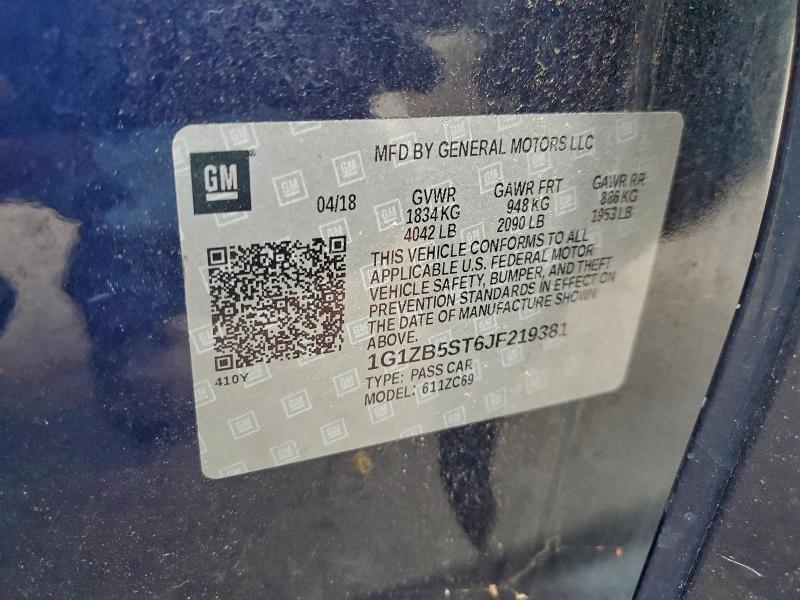 GM
MFD BY GENERAL MOTORS LLC
04/18
GVWR GAWR FRT GAWR RR
1834 KG 948 KG 886 KG
4042 LB 2090 LB 1953 LB
THIS VEHICLE CONFORMS TO ALL
APPLICABLE U.S. FEDERAL MOTOR
VEHICLE SAFETY, BUMPER, AND THEFT
PREVENTION STANDARDS IN EFFECT ON
THE DATE OF MANUFACTURE SHOWN
ABOVE.
1G1ZB5ST6JF219381
TYPE: PASS CAR
MODEL: 611ZC69
410Y